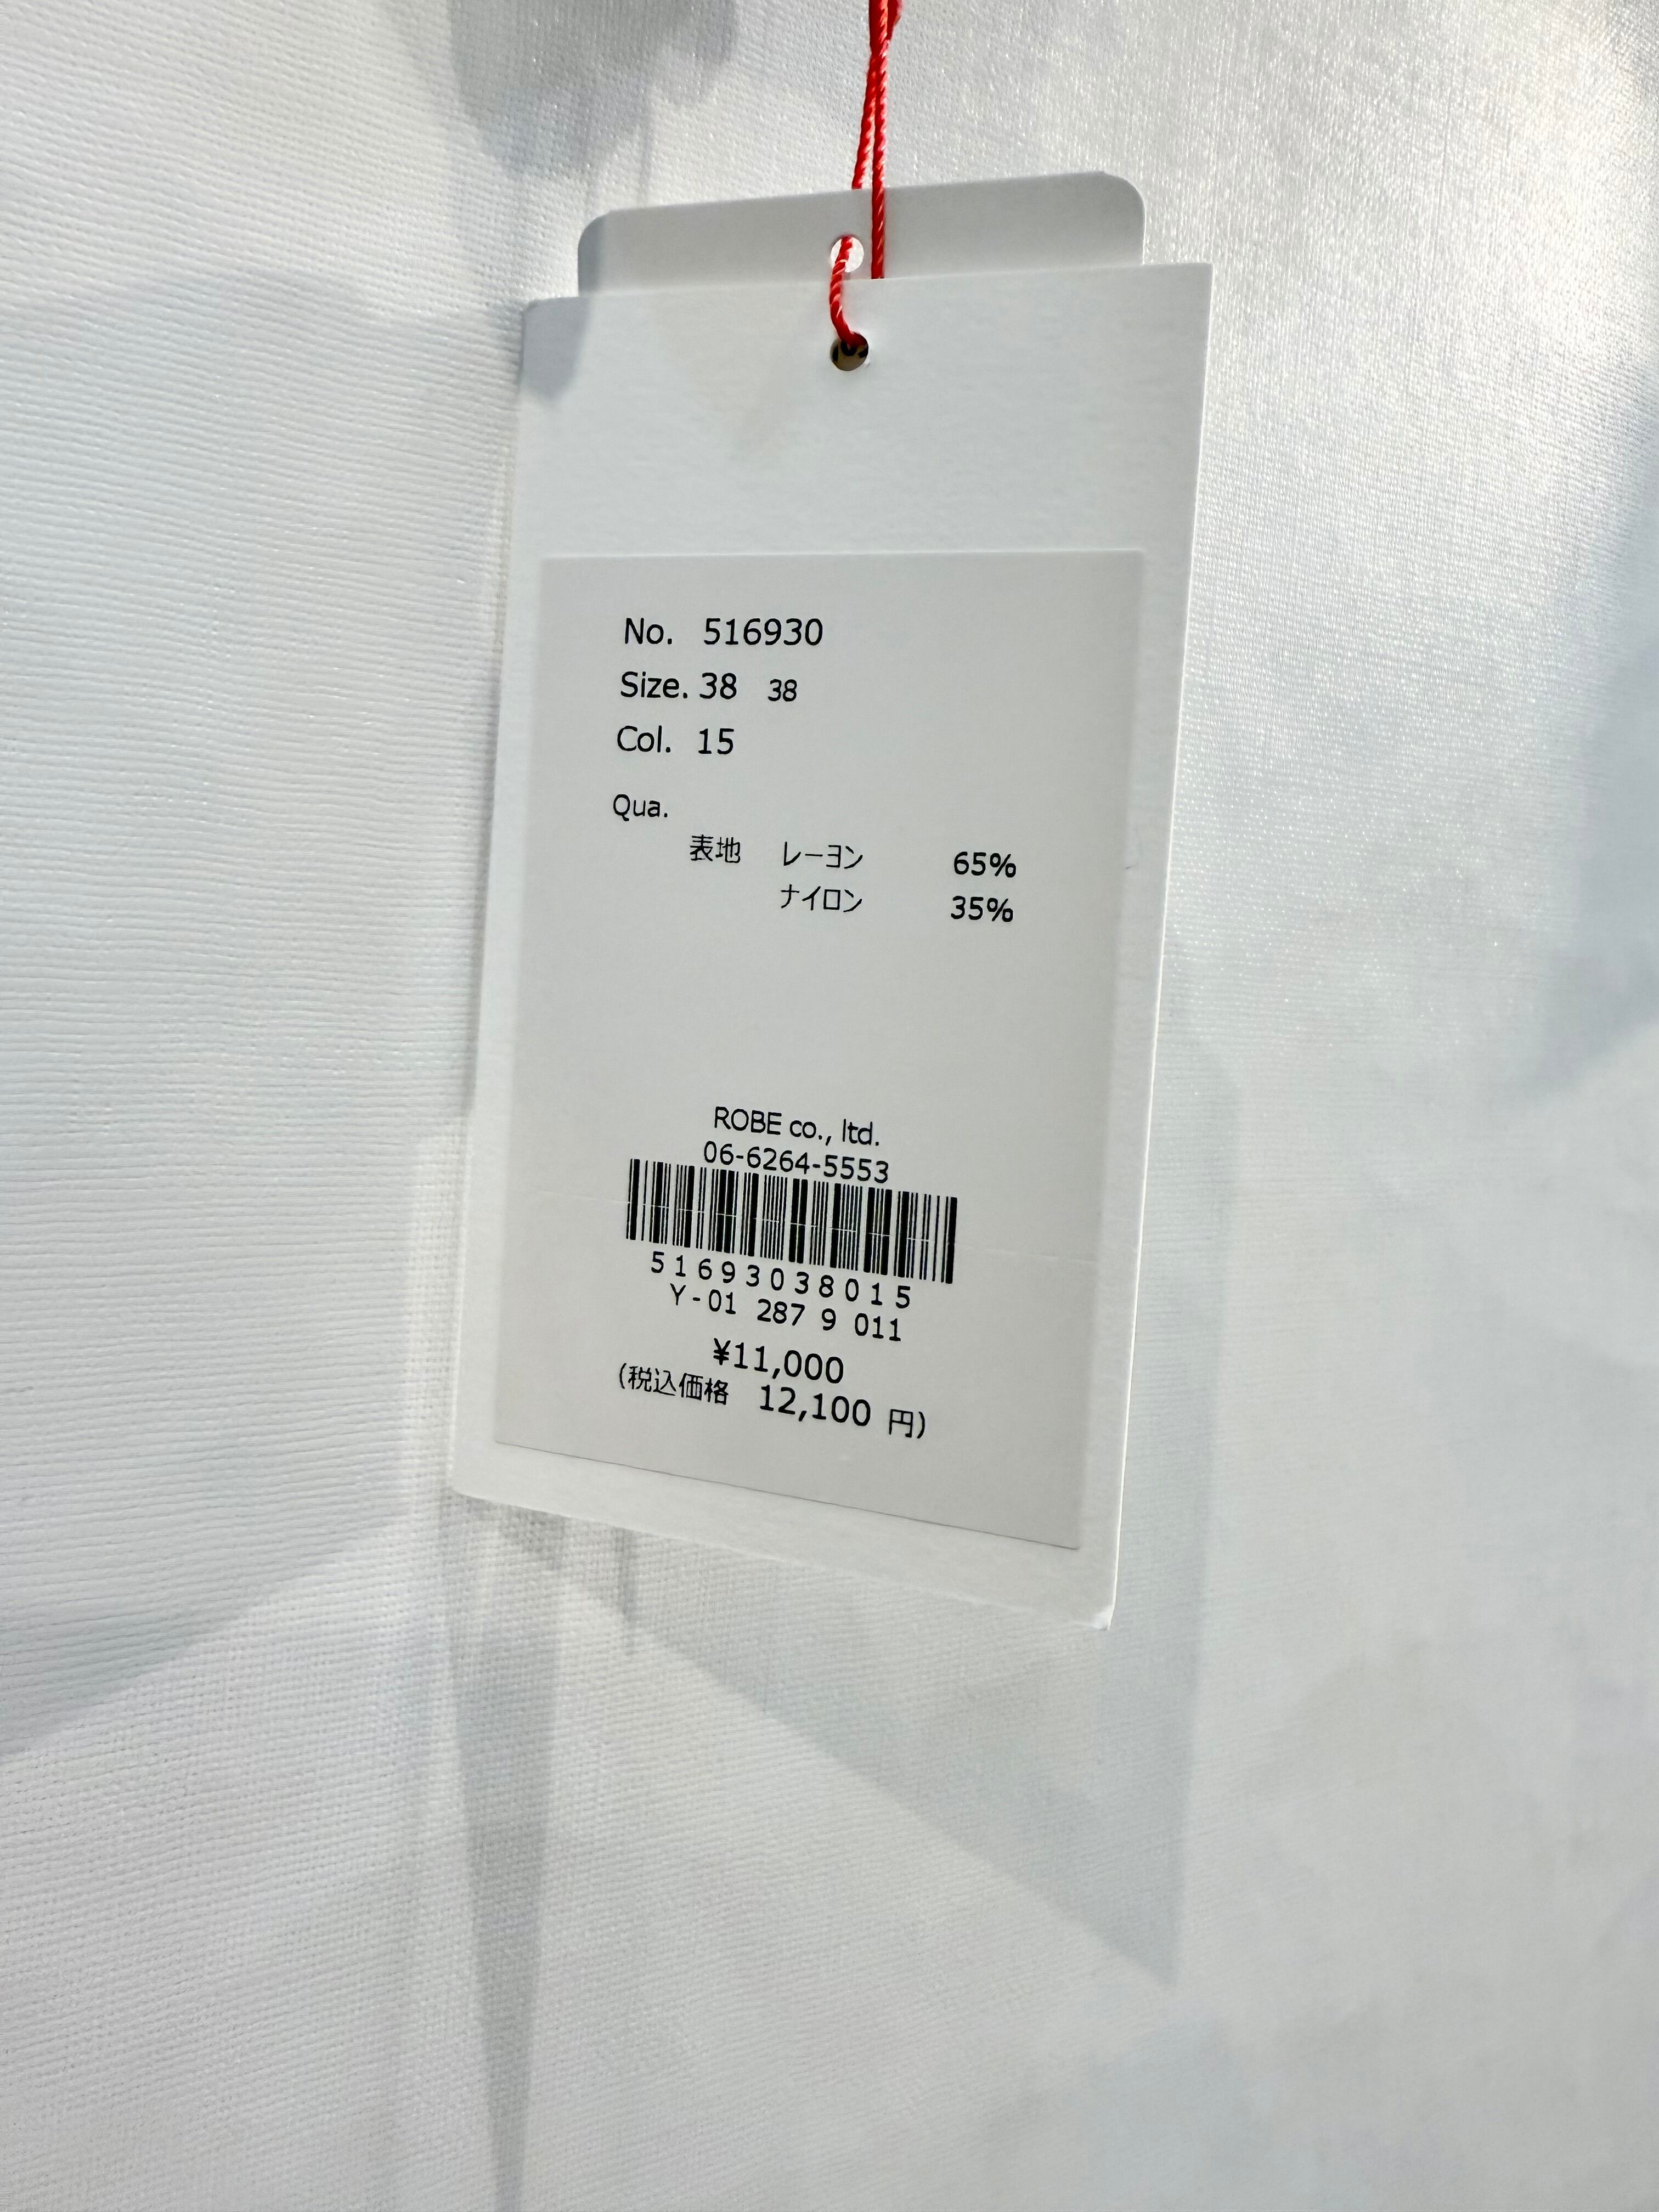 No. 516930
Size. 38 38
Col. 15
Qua.
表地 レーヨン 65%
ナイロン 35%
ROBE co., ltd.
06-6264-5553
51693038015
Y-01 287 9 011
¥11,000
(税込価格 12,100 円)